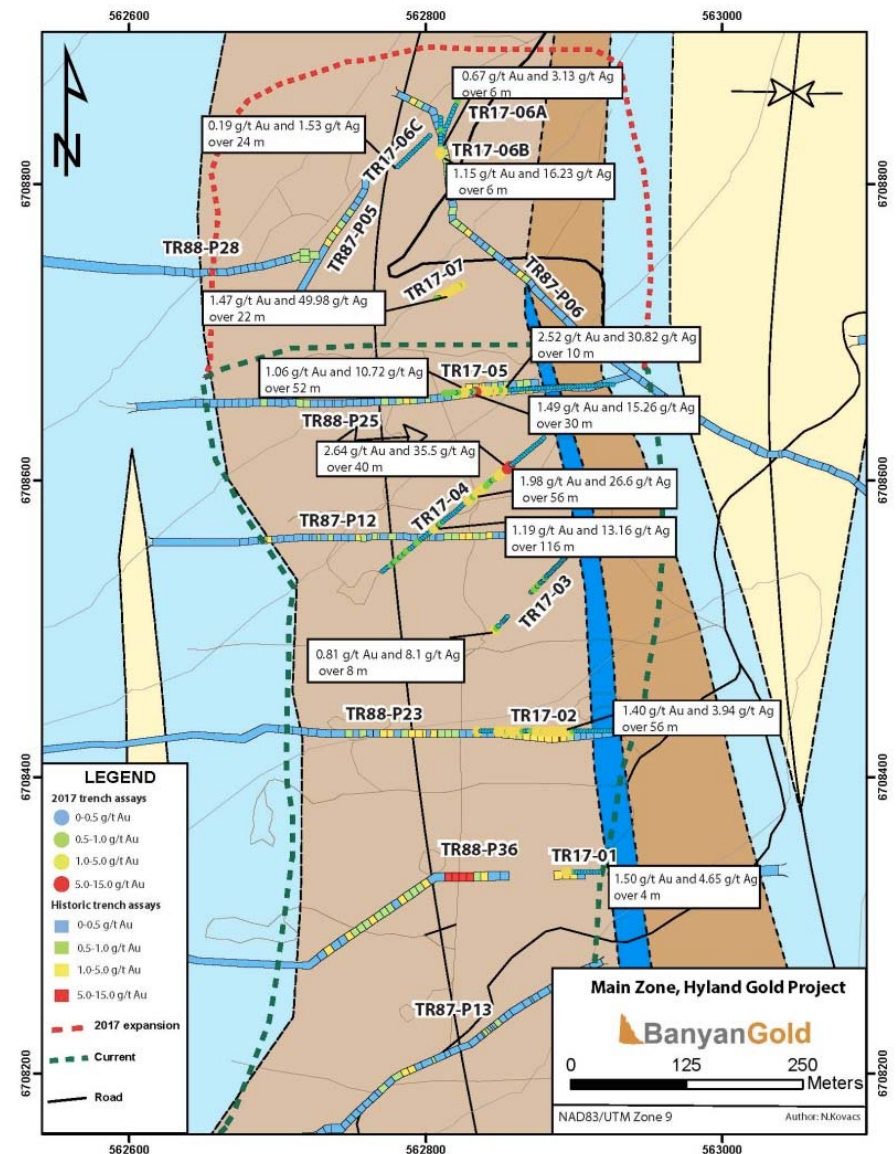 562600
562800
563000
0.67 g/t Au and 3.13 g/t Ag
over 6 m
TR17-06A
0.19 g/t Au and 1.53 g/t Ag
over 24 m
TR17-06C
TR17-06B
1.15 g/t Au and 16.23 g/t Ag
over 6 m
6708800
6708800
N
TR87-P05
TR88-P28
TR17-07
TR87-P06
1.47 g/t Au and 49.98 g/t Ag
over 22 m
2.52 g/t Au and 30.82 g/t Ag
over 10 m
1.06 g/t Au and 10.72 g/t Ag
over 52 m
TR17-05
1.49 g/t Au and 15.26 g/t Ag
over 30 m
TR88-P25
2.64 g/t Au and 35.5 g/t Ag
over 40 m
6708600
6708600
1.98 g/t Au and 26.6 g/t Ag
over 56 m
TR17-04
TR87-P12
1.19 g/t Au and 13.16 g/t Ag
over 116 m
TR17-03
0.81 g/t Au and 8.1 g/t Ag
over 8 m
TR88-P23
TR17-02
1.40 g/t Au and 3.94 g/t Ag
over 56 m
6708400
6708400
TR88-P36
TR17-01
1.50 g/t Au and 4.65 g/t Ag
over 4 m
TR87-P13
LEGEND
2017 trench assays
0-0.5 g/t Au
0.5-1.0 g/t Au
1.0-5.0 g/t Au
5.0-15.0 g/t Au
Historic trench assays
0-0.5 g/t Au
0.5-1.0 g/t Au
1.0-5.0 g/t Au
5.0-15.0 g/t Au
2017 expansion
Current
Road
Main Zone, Hyland Gold Project
BanyanGold
0 125 250
Meters
NAD83/UTM Zone 9 Author: N.Kovacs
6708200
6708200
562600
562800
563000